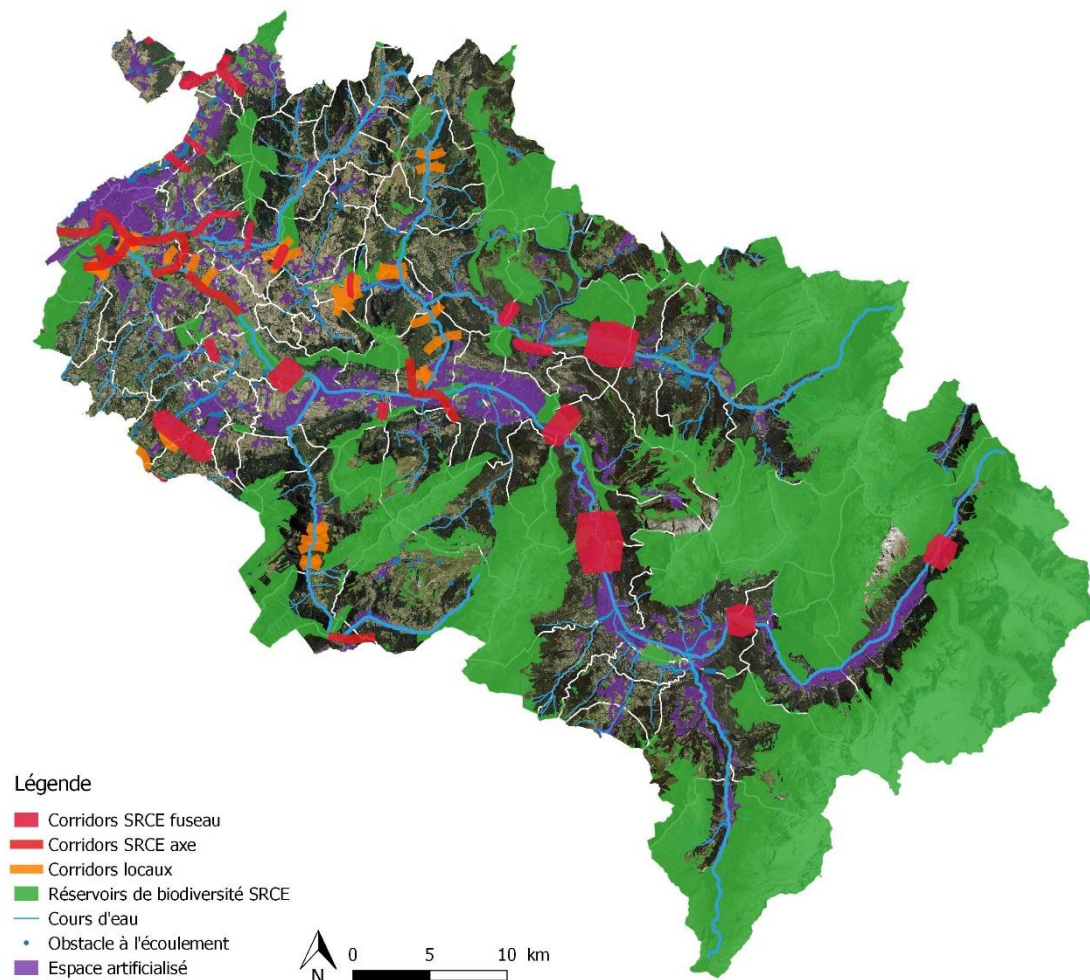 Légende
Corridors SRCE fuseau
Corridors SRCE axe
Corridors locaux
Réservoirs de biodiversité SRCE
Cours d'eau
Obstacle à l'écoulement
Espace artificialisé
N
0 5 10 km